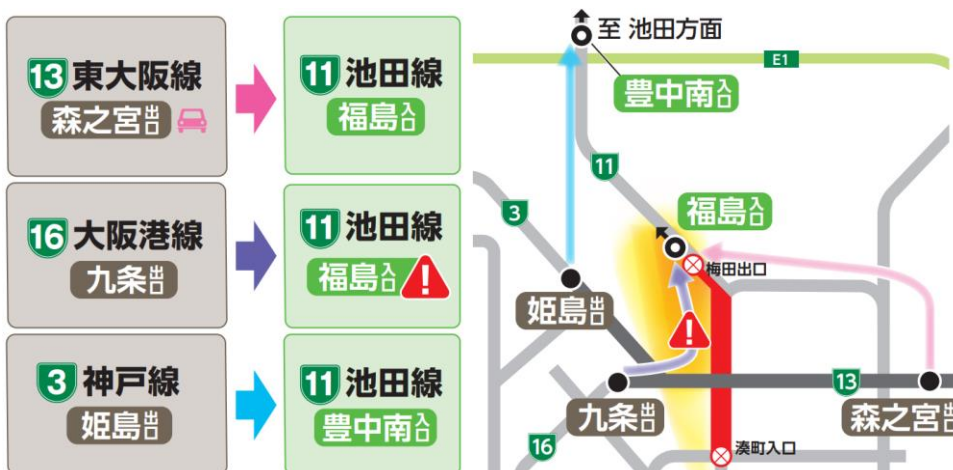 13 東大阪線
森之宮出口
11 池田線
福島入口
16 大阪港線
九条出口
11 池田線
福島入口
3 神戸線
姫島出口
11 池田線
豊中南入口
至 池田方面
E1
豊中南入口
11
3
福島入口
梅田出口
姫島出口
13
九条出口
森之宮出口
16
湊町入口